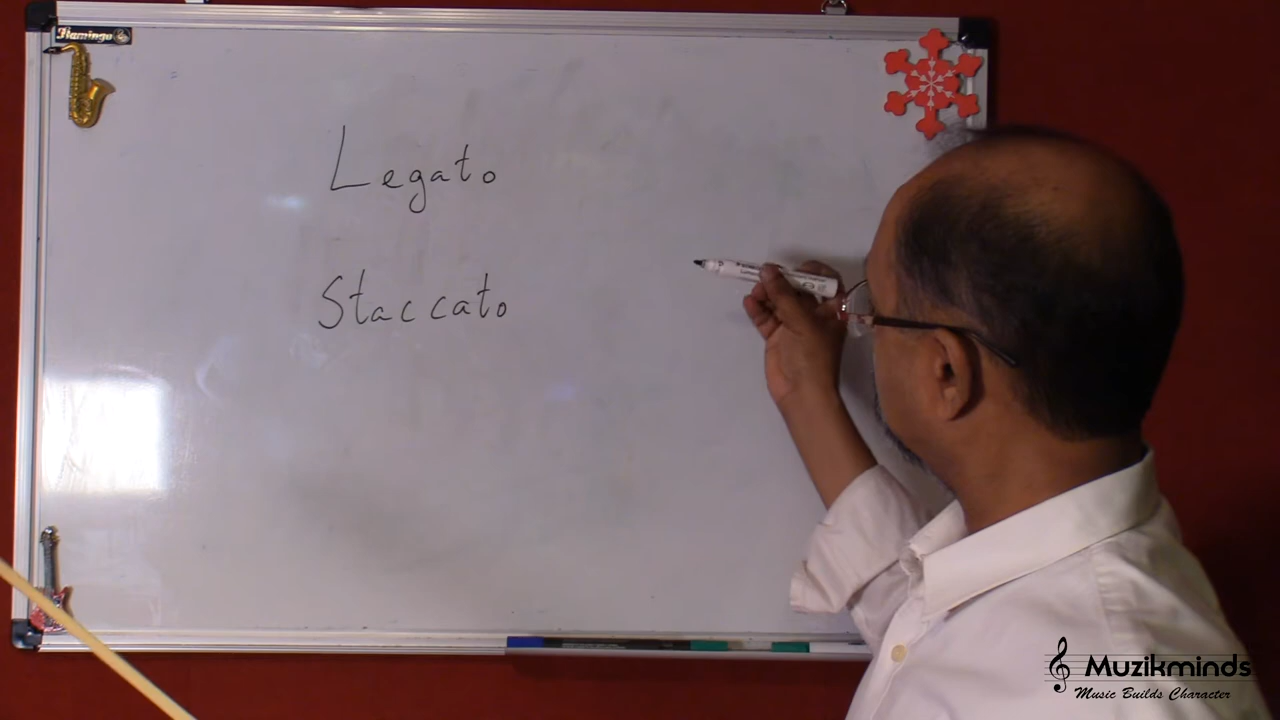 Flamingo
Legato
Staccato
Muzikminds
Music Builds Character